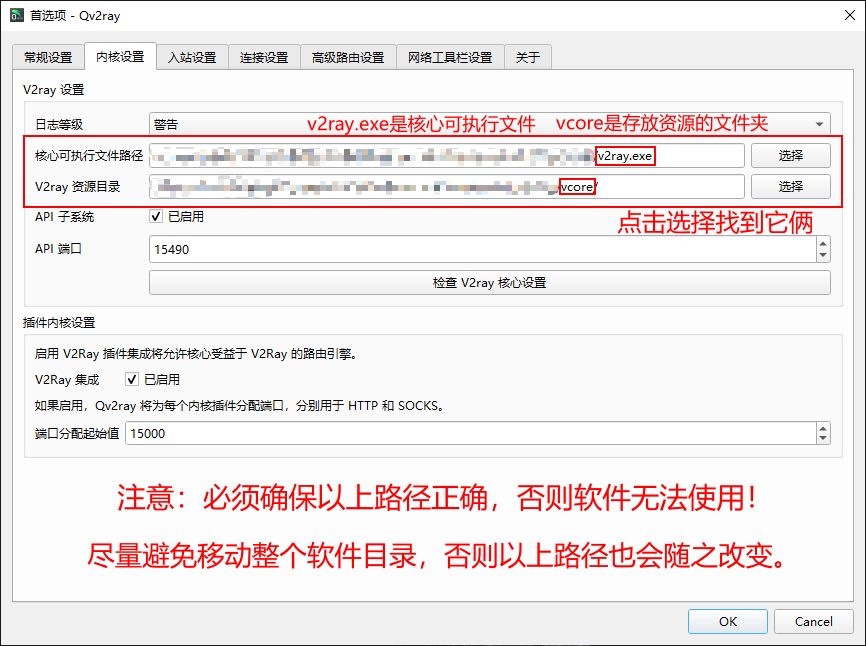 首选项 - Qv2ray
常规设置 内核设置 入站设置 连接设置 高级路由设置 网络工具栏设置 关于
V2ray 设置
日志等级 警告 v2ray.exe是核心可执行文件 vcore是存放资源的文件夹
核心可执行文件路径 v2ray.exe 选择
V2ray 资源目录 vcore/ 选择
API 子系统 已启用 点击选择找到它俩
API 端口 15490
检查 V2ray 核心设置
插件内核设置
启用 V2Ray 插件集成将允许核心受益于 V2Ray 的路由引擎。
V2Ray 集成 已启用
如果启用，Qv2ray 将为每个内核插件分配端口，分别用于 HTTP 和 SOCKS。
端口分配起始值 15000
注意：必须确保以上路径正确，否则软件无法使用！
尽量避免移动整个软件目录，否则以上路径也会随之改变。
OK Cancel